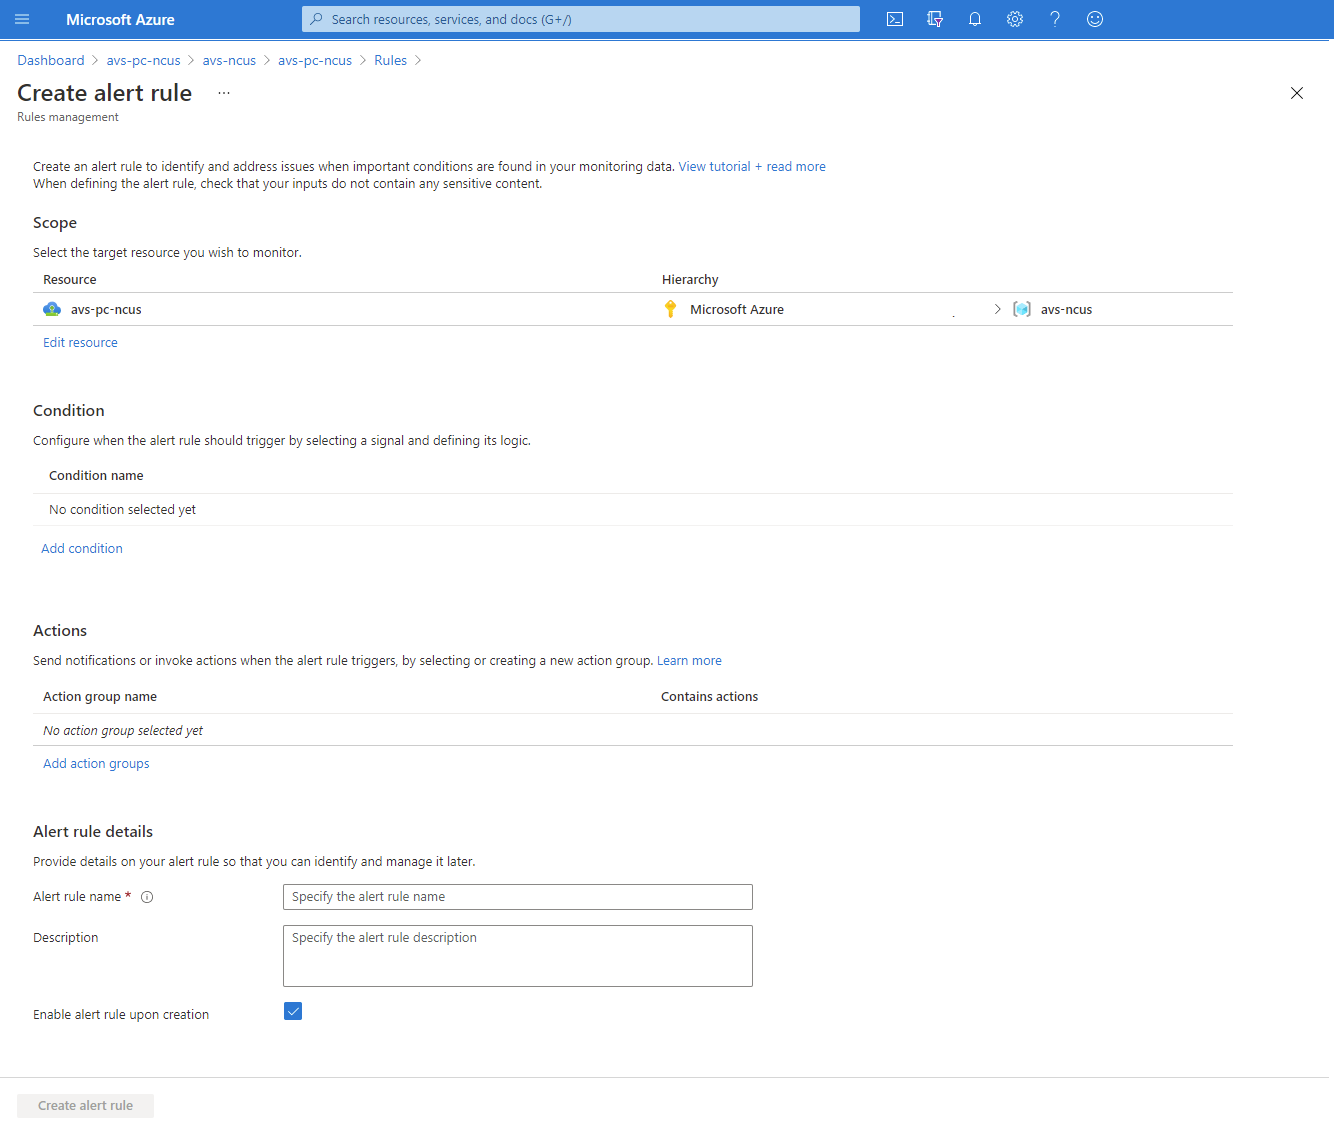 Microsoft Azure
Search resources, services, and docs (G+/)
Dashboard > avs-pc-ncus > avs-ncus > avs-pc-ncus > Rules >
Create alert rule ...
Rules management
Create an alert rule to identify and address issues when important conditions are found in your monitoring data. View tutorial + read more
When defining the alert rule, check that your inputs do not contain any sensitive content.
Scope
Select the target resource you wish to monitor.
Resource Hierarchy
avs-pc-ncus Microsoft Azure > avs-ncus
Edit resource
Condition
Configure when the alert rule should trigger by selecting a signal and defining its logic.
Condition name
No condition selected yet
Add condition
Actions
Send notifications or invoke actions when the alert rule triggers, by selecting or creating a new action group. Learn more
Action group name Contains actions
No action group selected yet
Add action groups
Alert rule details
Provide details on your alert rule so that you can identify and manage it later.
Alert rule name * Specify the alert rule name
Description Specify the alert rule description
Enable alert rule upon creation
Create alert rule